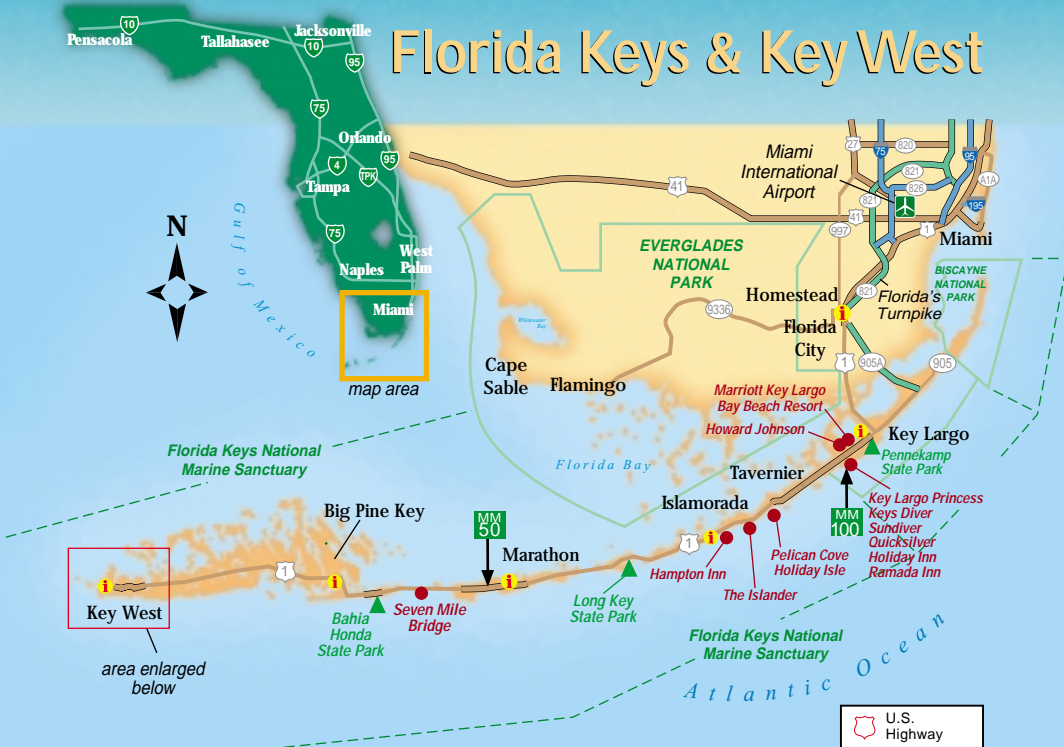 Florida Keys & Key West
10
Pensacola
Tallahasee
Jacksonville
10
95
75
Orlando
4
95
TPK
Tampa
75
West
Palm
Naples
Miami
map area
Gulf of Mexico
N
Miami
International
Airport
27
75
820
95
821
826
A1A
821
195
41
41
997
1
Miami
EVERGLADES
NATIONAL
PARK
BISCAYNE
NATIONAL
PARK
821
Florida's
Turnpike
Homestead
i
9336
Florida
City
Whitewater
Bay
1
905A
905
Cape
Sable
Flamingo
Marriott Key Largo
Bay Beach Resort
Howard Johnson
i
Key Largo
Pennekamp
State Park
Florida Keys National
Marine Sanctuary
Florida Bay
Tavernier
Islamorada
Key Largo Princess
Keys Diver
Sundiver
Quicksilver
Holiday Inn
Ramada Inn
MM
100
Big Pine Key
MM
50
Marathon
1
i
Pelican Cove
Holiday Isle
Hampton Inn
The Islander
1
i
i
i
Key West
Bahia
Honda
State Park
Seven Mile
Bridge
Long Key
State Park
Florida Keys National
Marine Sanctuary
area enlarged
below
Atlantic Ocean
U.S.
Highway